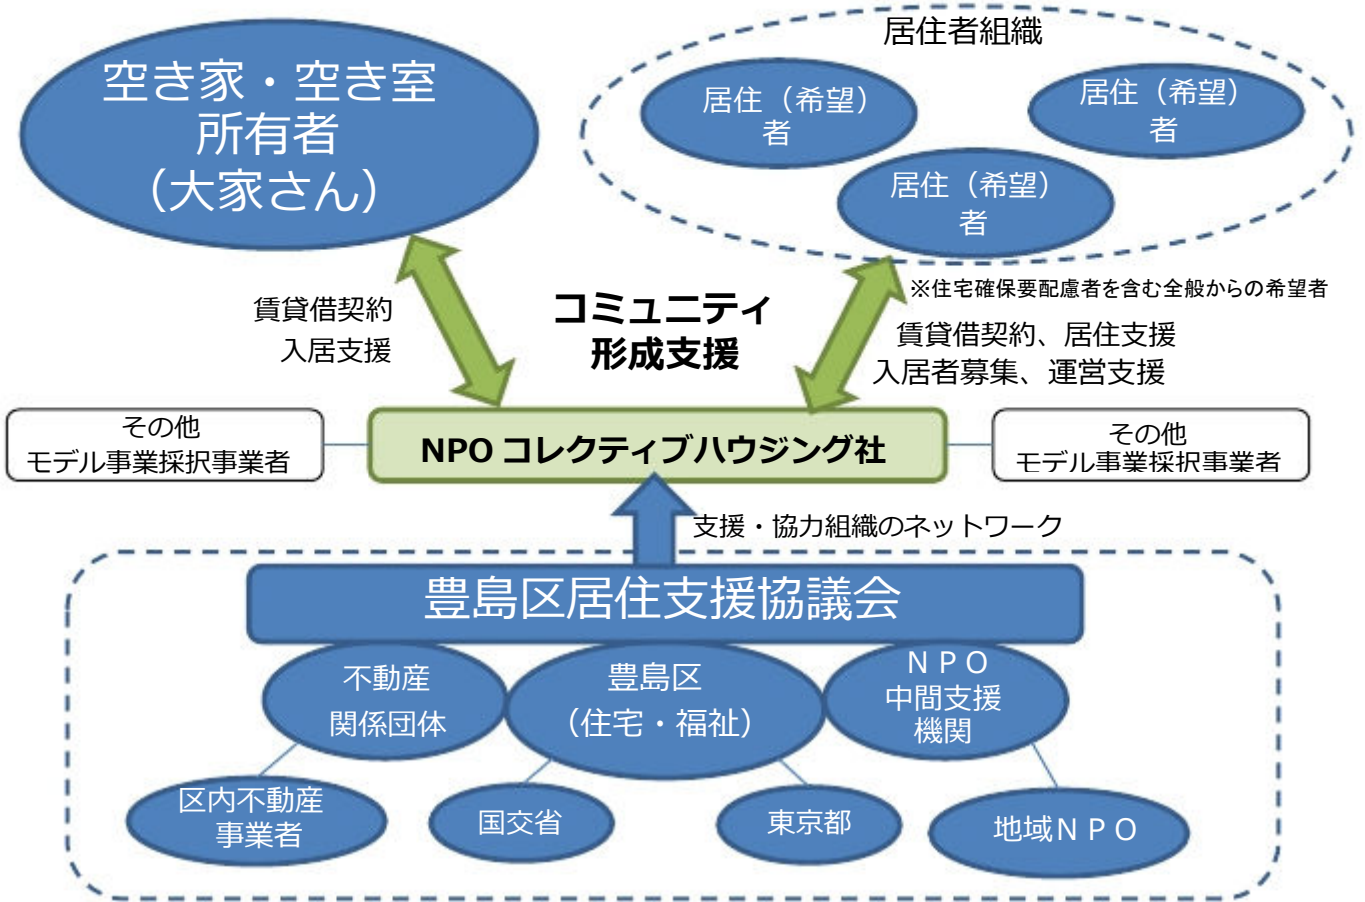 空き家・空き室
所有者
（大家さん）
居住者組織
居住（希望）
者
居住（希望）
者
居住（希望）
者
※住宅確保要配慮者を含む全般からの希望者
賃貸借契約
入居支援
コミュニティ
形成支援
賃貸借契約、居住支援
入居者募集、運営支援
その他
モデル事業採択事業者
NPO コレクティブハウジング社
その他
モデル事業採択事業者
支援・協力組織のネットワーク
豊島区居住支援協議会
不動産
関係団体
豊島区
（住宅・福祉）
ＮＰＯ
中間支援
機関
区内不動産
事業者
国交省
東京都
地域ＮＰＯ